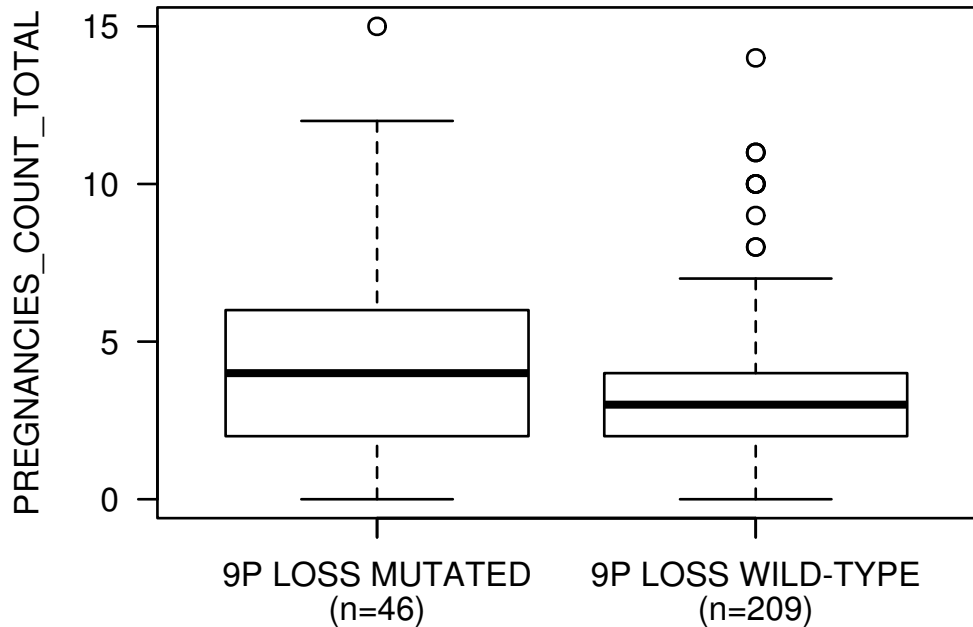 PREGNANCIES_COUNT_TOTAL
15
10
5
0
9P LOSS MUTATED
(n=46)
9P LOSS WILD-TYPE
(n=209)